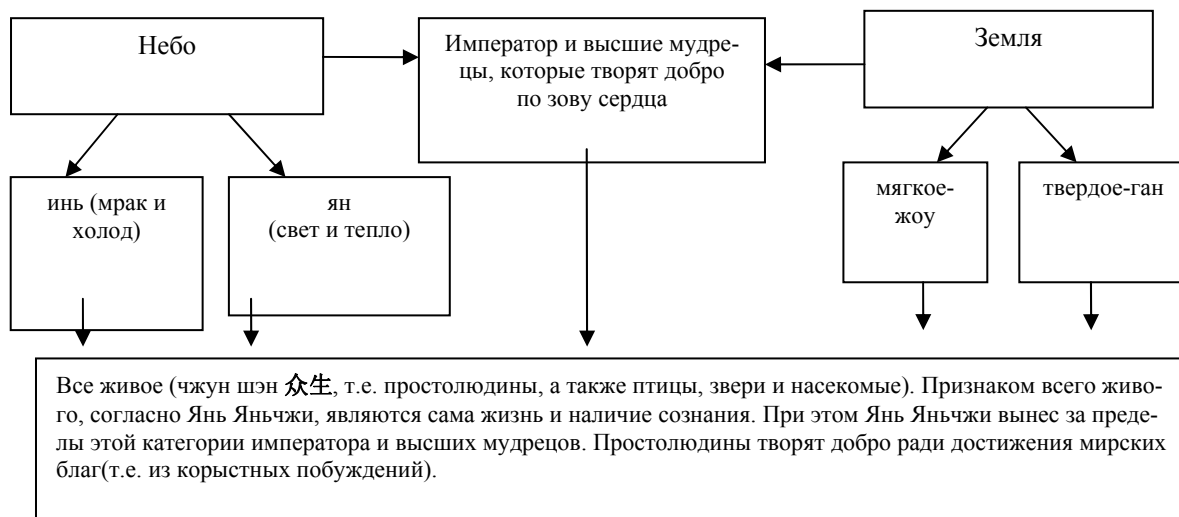 Небо
Император и высшие мудре-
цы, которые творят добро
по зову сердца
Земля
инь (мрак и
холод)
ян
(свет и тепло)
мягкое-
жоу
твердое-ган
Все живое (чжун шэн 众生, т.е. простолюдины, а также птицы, звери и насекомые). Признаком всего живо-
го, согласно Янь Яньчжи, являются сама жизнь и наличие сознания. При этом Янь Яньчжи вынес за преде-
лы этой категории императора и высших мудрецов. Простолюдины творят добро ради достижения мирских
благ(т.е. из корыстных побуждений).